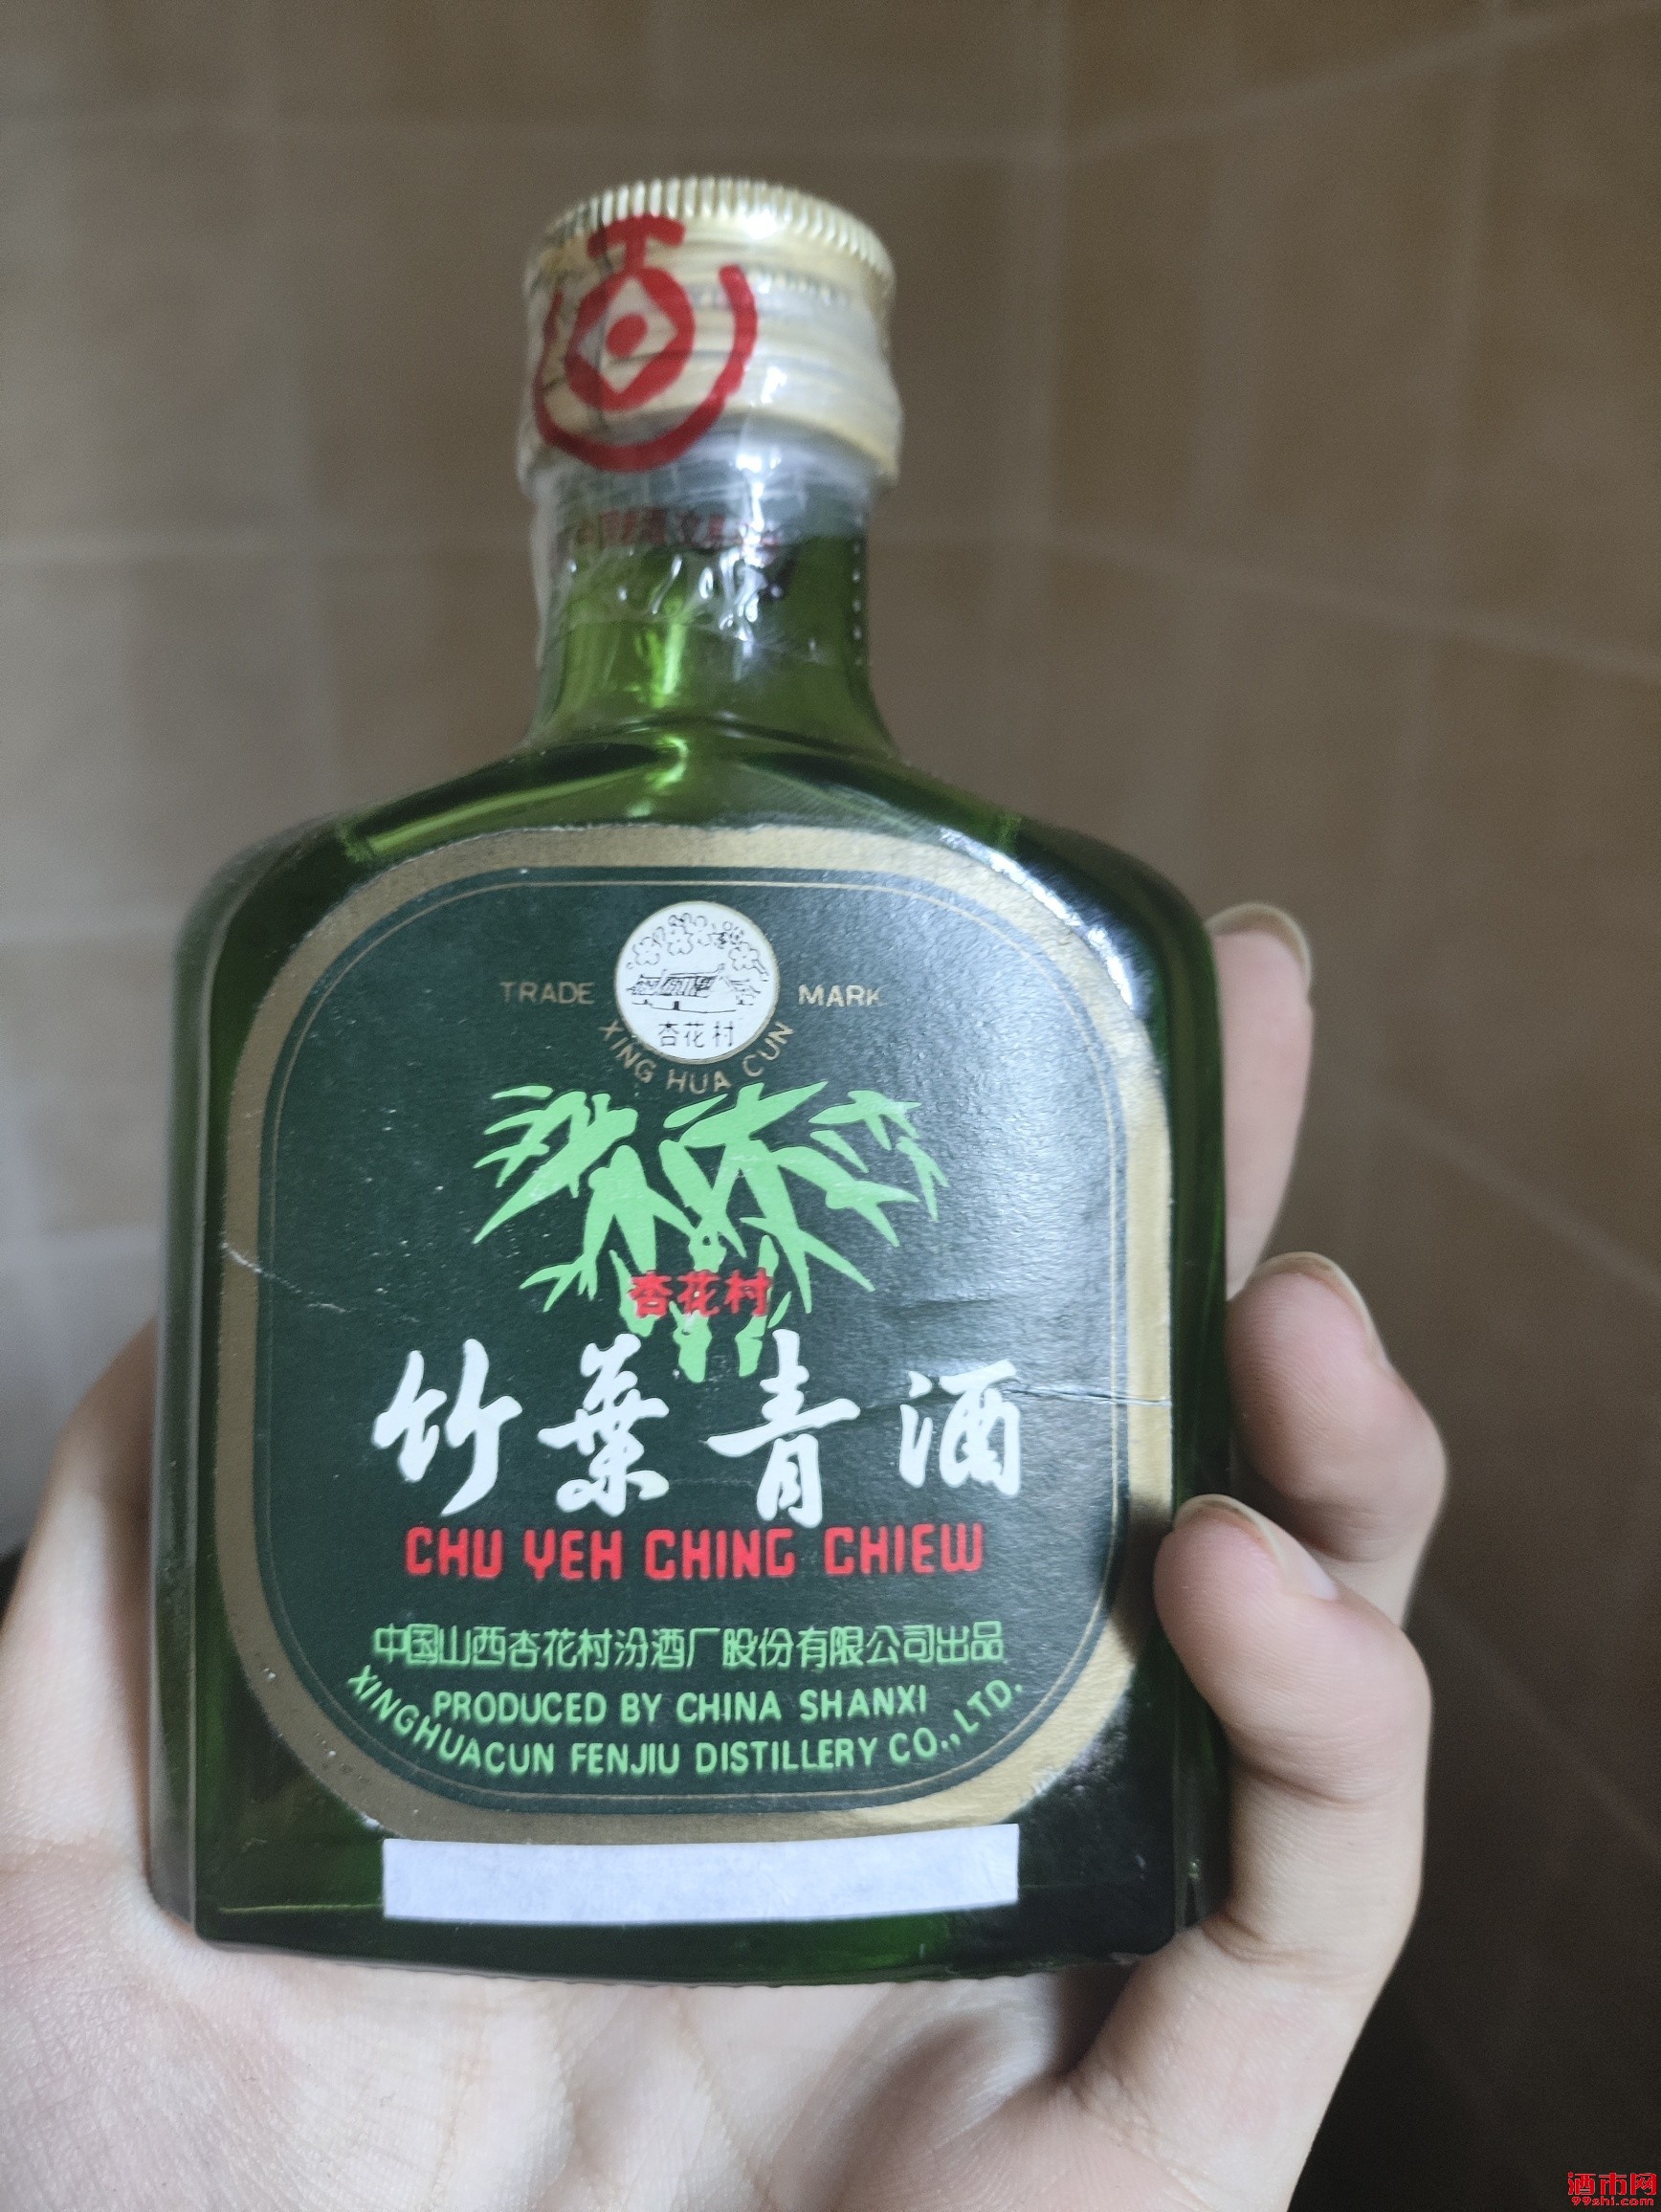 TRADE MARK
杏花村
XING HUA CUN
杏花村
竹葉青酒
CHU YEH CHING CHIEW
中国山西杏花村汾酒厂股份有限公司出品
PRODUCED BY CHINA SHANXI
XINGHUACUN FENJIU DISTILLERY CO., LTD.
酒市网
99shi.com